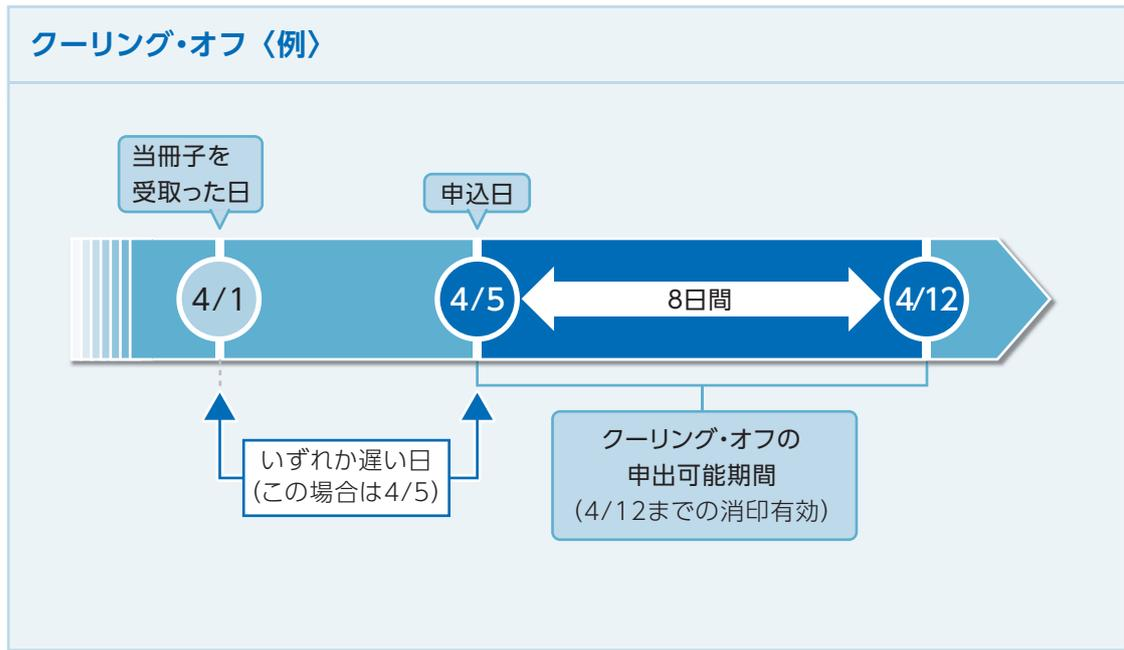 クーリング・オフ〈例〉
当冊子を
受取った日
申込日
4/1
4/5
8日間
4/12
いずれか遅い日
(この場合は4/5)
クーリング・オフの
申出可能期間
(4/12までの消印有効)